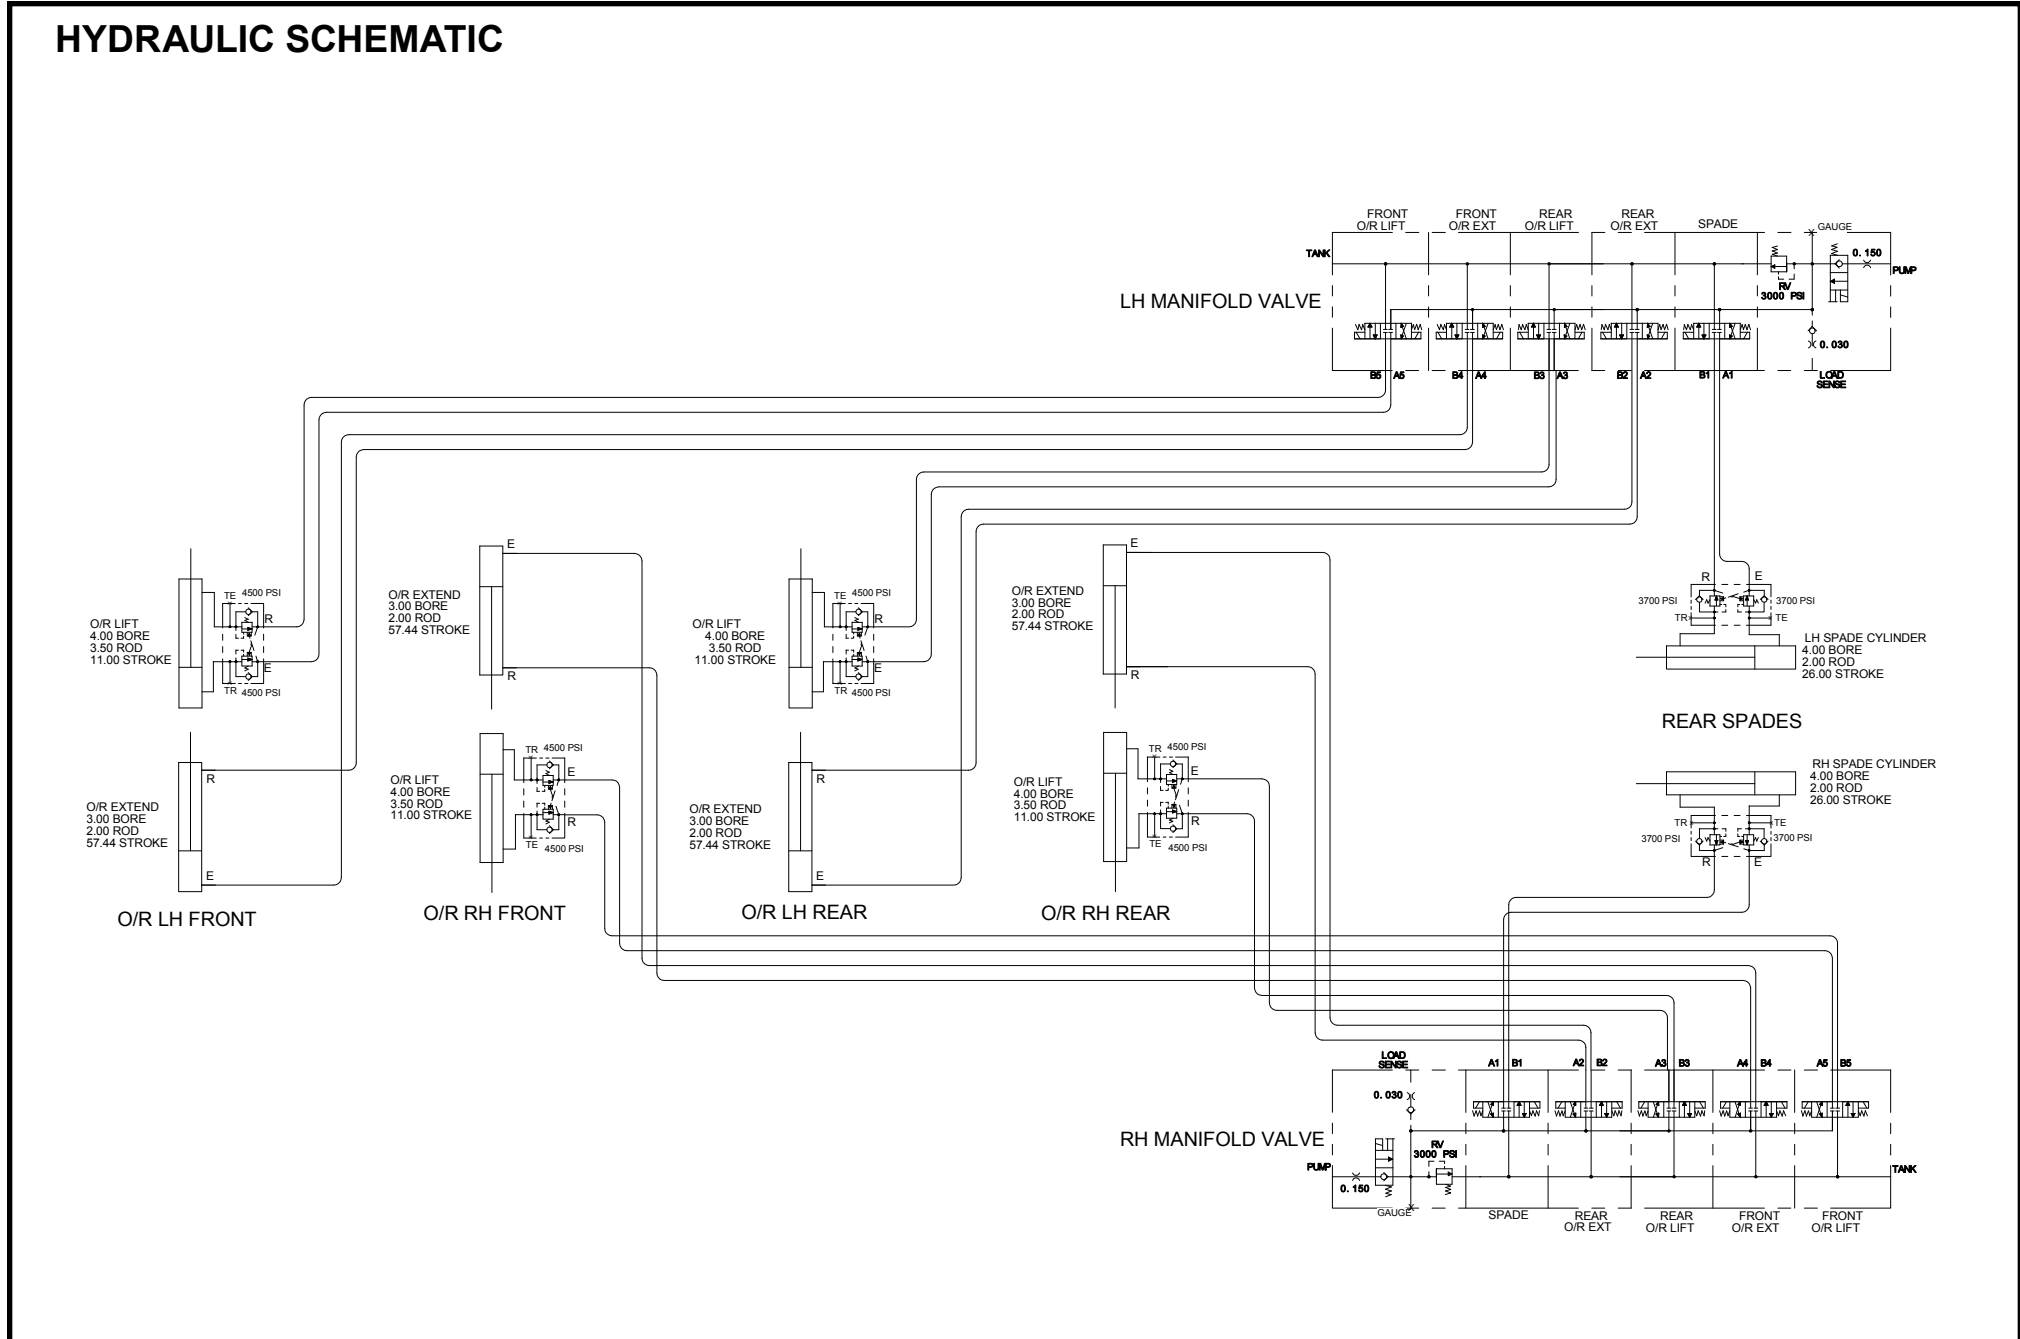 HYDRAULIC SCHEMATIC
FRONT
O/R LIFT
FRONT
O/R EXT
REAR
O/R LIFT
REAR
O/R EXT
SPADE
GAUGE
TANK
0.150
PUMP
RV
3000 PSI
LH MANIFOLD VALVE
0.030
B5 A5
B4 A4
B3 A3
B2 A2
B1 A1
LOAD
SENSE
O/R LIFT
4.00 BORE
3.50 ROD
11.00 STROKE
TE 4500 PSI
R
E
TR 4500 PSI
O/R EXTEND
3.00 BORE
2.00 ROD
57.44 STROKE
R
E
O/R LH FRONT
O/R EXTEND
3.00 BORE
2.00 ROD
57.44 STROKE
E
R
O/R LIFT
4.00 BORE
3.50 ROD
11.00 STROKE
TR 4500 PSI
E
R
TE 4500 PSI
O/R RH FRONT
O/R LIFT
4.00 BORE
3.50 ROD
11.00 STROKE
TE 4500 PSI
R
E
TR 4500 PSI
O/R EXTEND
3.00 BORE
2.00 ROD
57.44 STROKE
R
E
O/R LH REAR
O/R EXTEND
3.00 BORE
2.00 ROD
57.44 STROKE
E
R
O/R LIFT
4.00 BORE
3.50 ROD
11.00 STROKE
TR 4500 PSI
E
R
TE 4500 PSI
O/R RH REAR
R E
3700 PSI 3700 PSI
TR TE
LH SPADE CYLINDER
4.00 BORE
2.00 ROD
26.00 STROKE
REAR SPADES
RH SPADE CYLINDER
4.00 BORE
2.00 ROD
26.00 STROKE
TR TE
3700 PSI 3700 PSI
R E
LOAD
SENSE
A1 B1
A2 B2
A3 B3
A4 B4
A5 B5
0.030
RH MANIFOLD VALVE
RV
3000 PSI
PUMP
TANK
0.150
GAUGE
SPADE
REAR
O/R EXT
REAR
O/R LIFT
FRONT
O/R EXT
FRONT
O/R LIFT